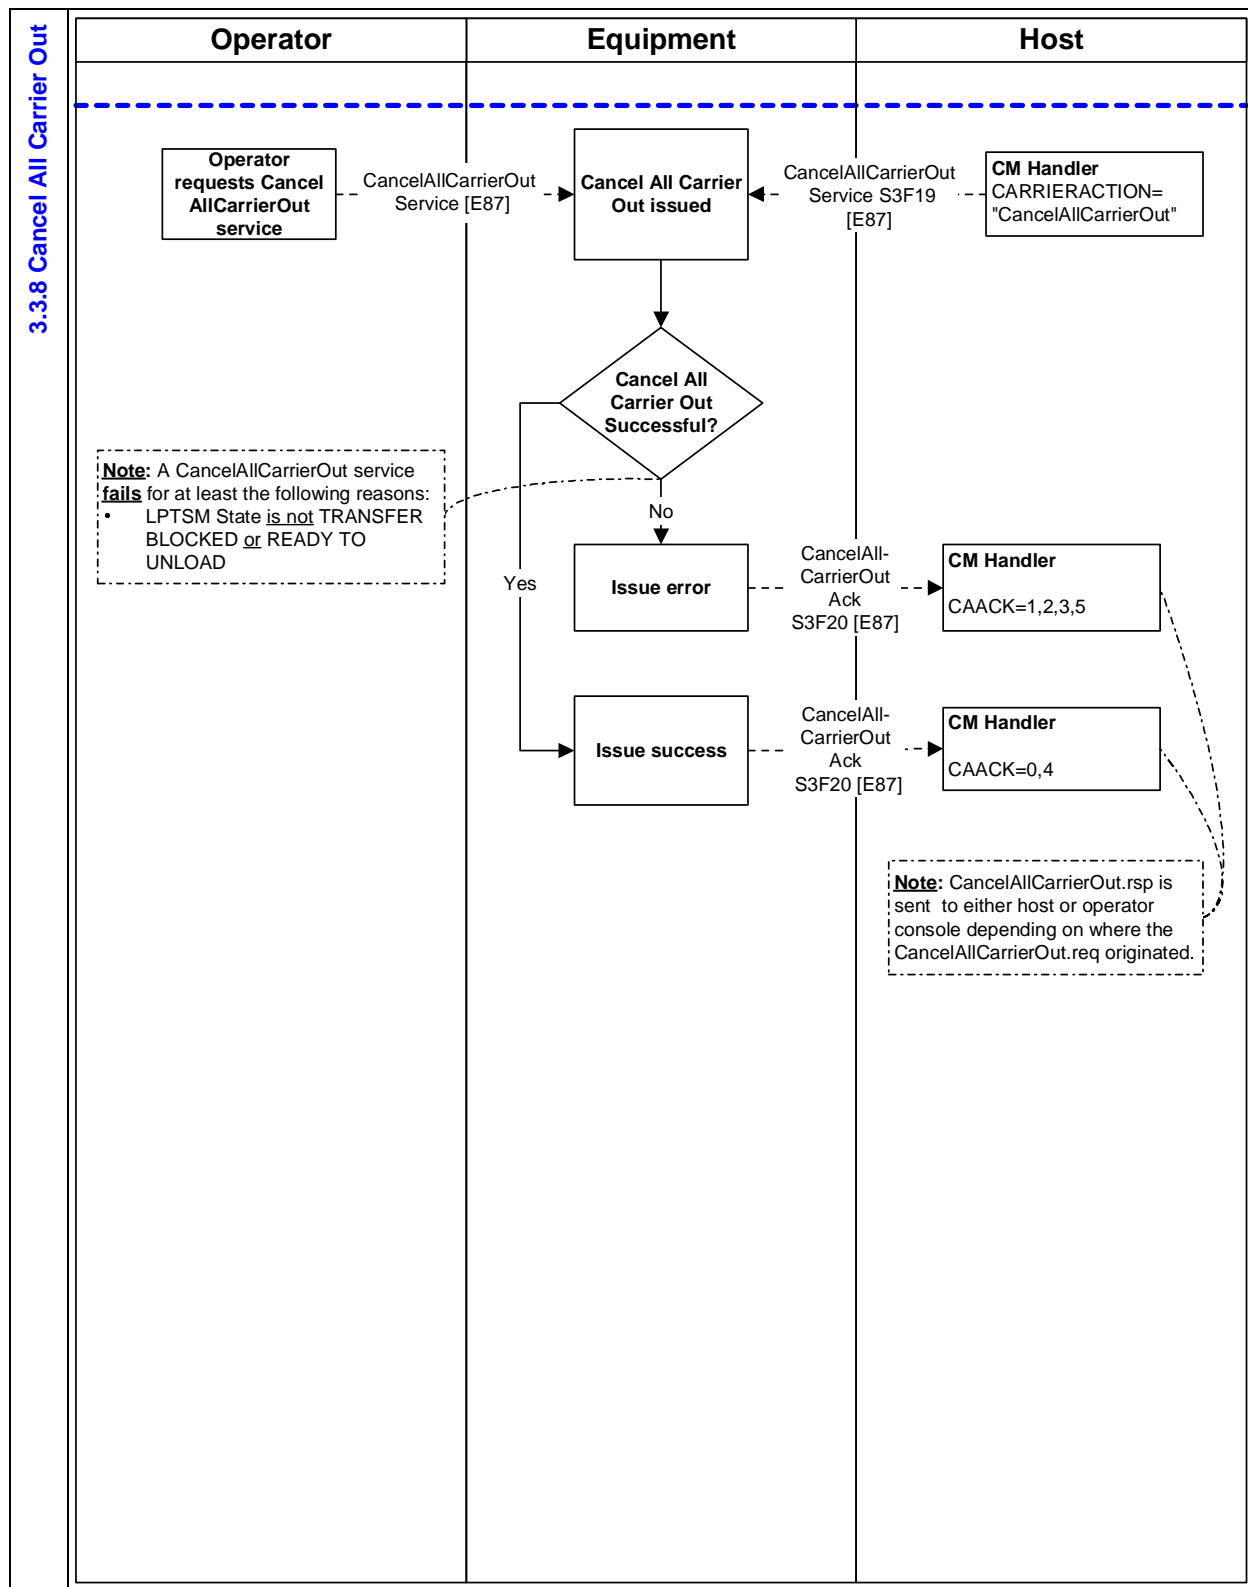 3.3.8 Cancel All Carrier Out
Operator
Equipment
Host
Operator
requests Cancel
AllCarrierOut
service
CancelAllCarrierOut
Service [E87]
Cancel All Carrier
Out issued
CancelAllCarrierOut
Service S3F19
[E87]
CM Handler
CARRIERACTION=
"CancelAllCarrierOut"
Cancel All
Carrier Out
Successful?
Note: A CancelAllCarrierOut service
fails for at least the following reasons:
• LPTSM State is not TRANSFER
BLOCKED or READY TO
UNLOAD
No
Yes
Issue error
CancelAll-
CarrierOut
Ack
S3F20 [E87]
CM Handler
CAACK=1,2,3,5
Issue success
CancelAll-
CarrierOut
Ack
S3F20 [E87]
CM Handler
CAACK=0,4
Note: CancelAllCarrierOut.rsp is
sent to either host or operator
console depending on where the
CancelAllCarrierOut.req originated.